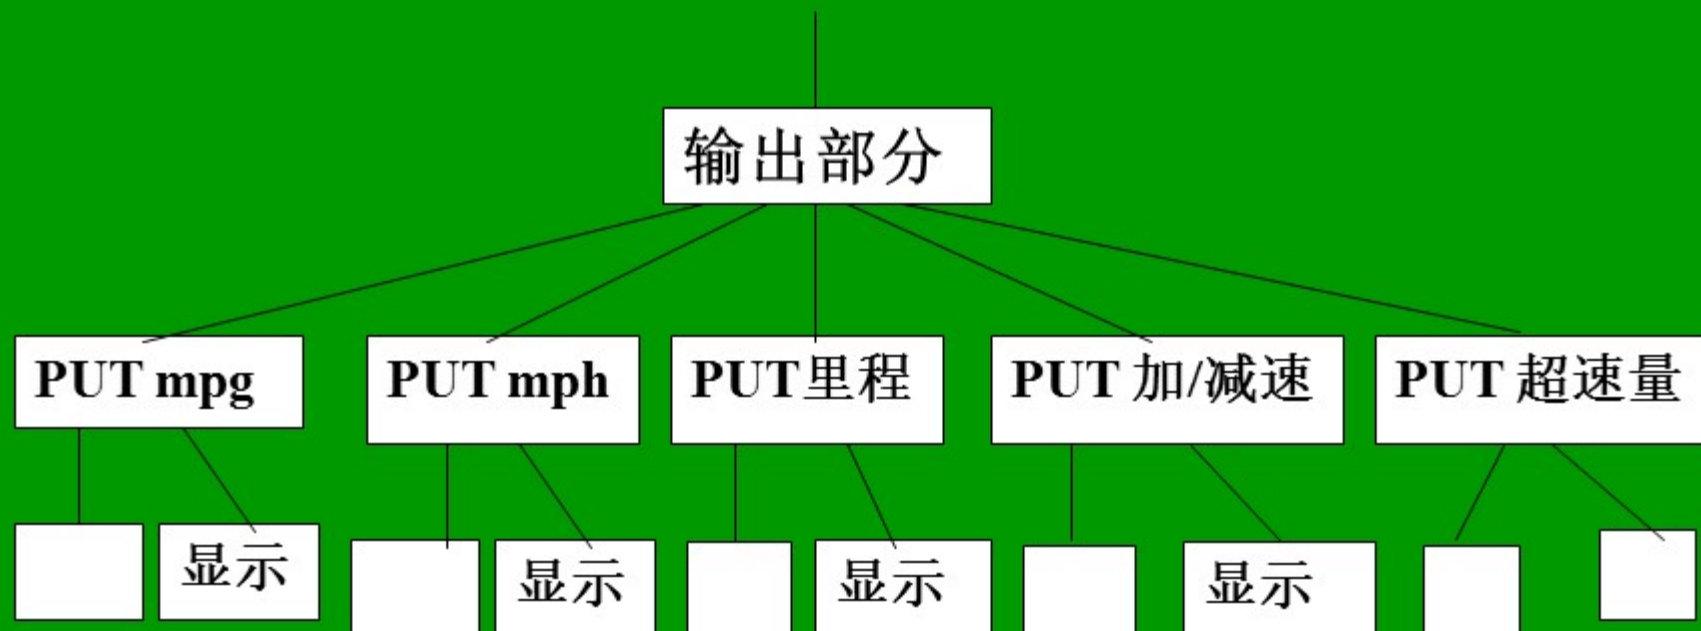 输出部分
PUT mpg
PUT mph
PUT里程
PUT 加/减速
PUT 超速量
显示
显示
显示
显示